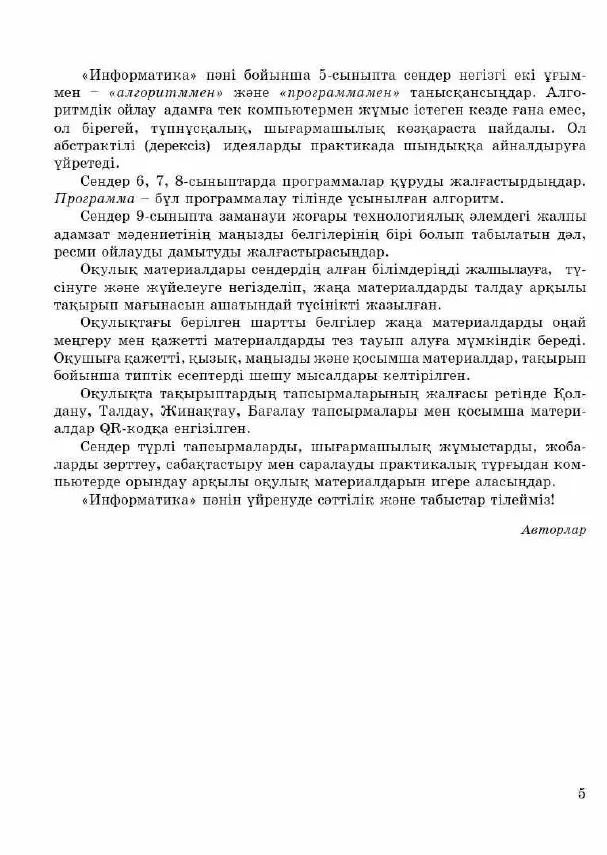 «Информатика» пәні бойынша 5-сыныпта сендер негізгі екі ұғым-
мен – «алгоритммен» және «программамен» танысқансыңдар. Алго-
ритмдік ойлау адамға тек компьютермен жұмыс істеген кезде ғана емес,
ол бірегей, түпнұсқалық, шығармашылық көзқараста пайдалы. Ол
абстрактілі (дерексіз) идеяларды практикада шындыққа айналдыруға
үйретеді.
Сендер 6, 7, 8-сыныптарда программалар құруды жалғастырдыңдар.
Программа – бұл программалау тілінде ұсынылған алгоритм.
Сендер 9-сыныпта заманауи жоғары технологиялық әлемдегі жалпы
адамзат мәдениетінің маңызды белгілерінің бірі болып табылатын дәл,
ресми ойлауды дамытуды жалғастырасыңдар.
Оқулық материалдары сендердің алған білімдеріңді жалпылауға, тү-
сінуге және жүйелеуге негізделіп, жаңа материалдарды талдау арқылы
тақырып мағынасын ашатындай түсінікті жазылған.
Оқулықтағы берілген шартты белгілер жаңа материалдарды оңай
меңгеру мен қажетті материалдарды тез тауып алуға мүмкіндік береді.
Оқушыға қажетті, қызық, маңызды және қосымша материалдар, тақырып
бойынша типтік есептерді шешу мысалдары келтірілген.
Оқулықта тақырыптардың тапсырмаларының жалғасы ретінде Қол-
дану, Талдау, Жинақтау, Бағалау тапсырмалары мен қосымша матери-
алдар QR-кодқа енгізілген.
Сендер түрлі тапсырмаларды, шығармашылық жұмыстарды, жоба-
ларды зерттеу, сабақтастыру мен саралауды практикалық тұрғыдан ком-
пьютерде орындау арқылы оқулық материалдарын игере аласыңдар.
«Информатика» пәнін үйренуде сәттілік және табыстар тілейміз!
Авторлар
5